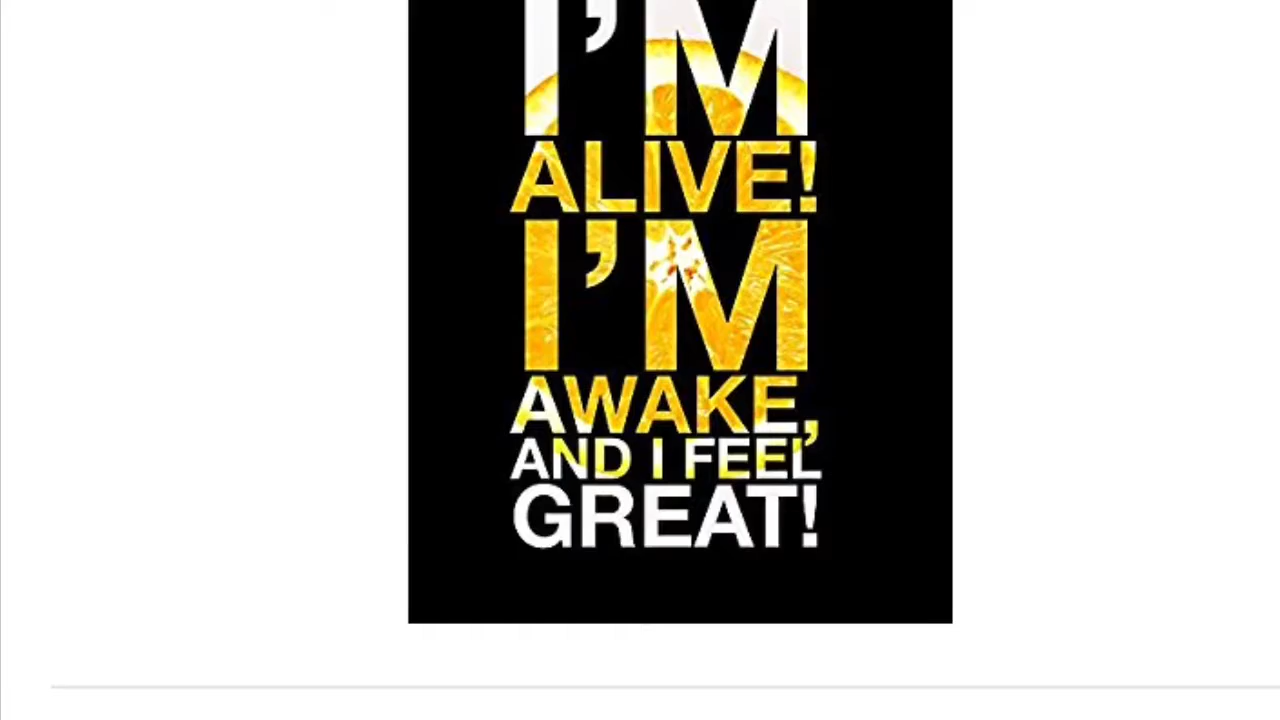 I’M
ALIVE!
I’M
AWAKE,
AND I FEEL
GREAT!